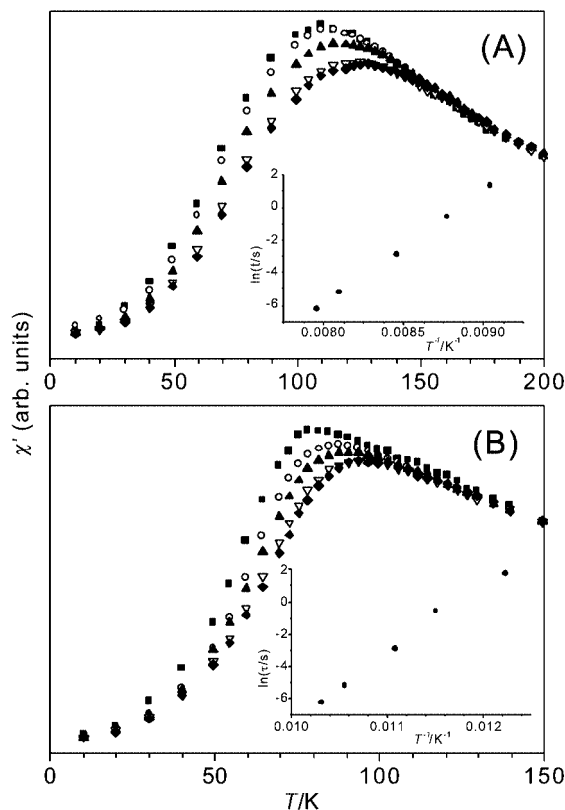 (A)
2
0
-2
-4
-6
ln(t/s)
0.0080 0.0085 0.0090
T⁻¹/K⁻¹
0 50 100 150 200
χ' (arb. units)
(B)
2
0
-2
-4
-6
ln(τ/s)
0.010 0.011 0.012
T⁻¹/K⁻¹
0 50 100 150
T/K